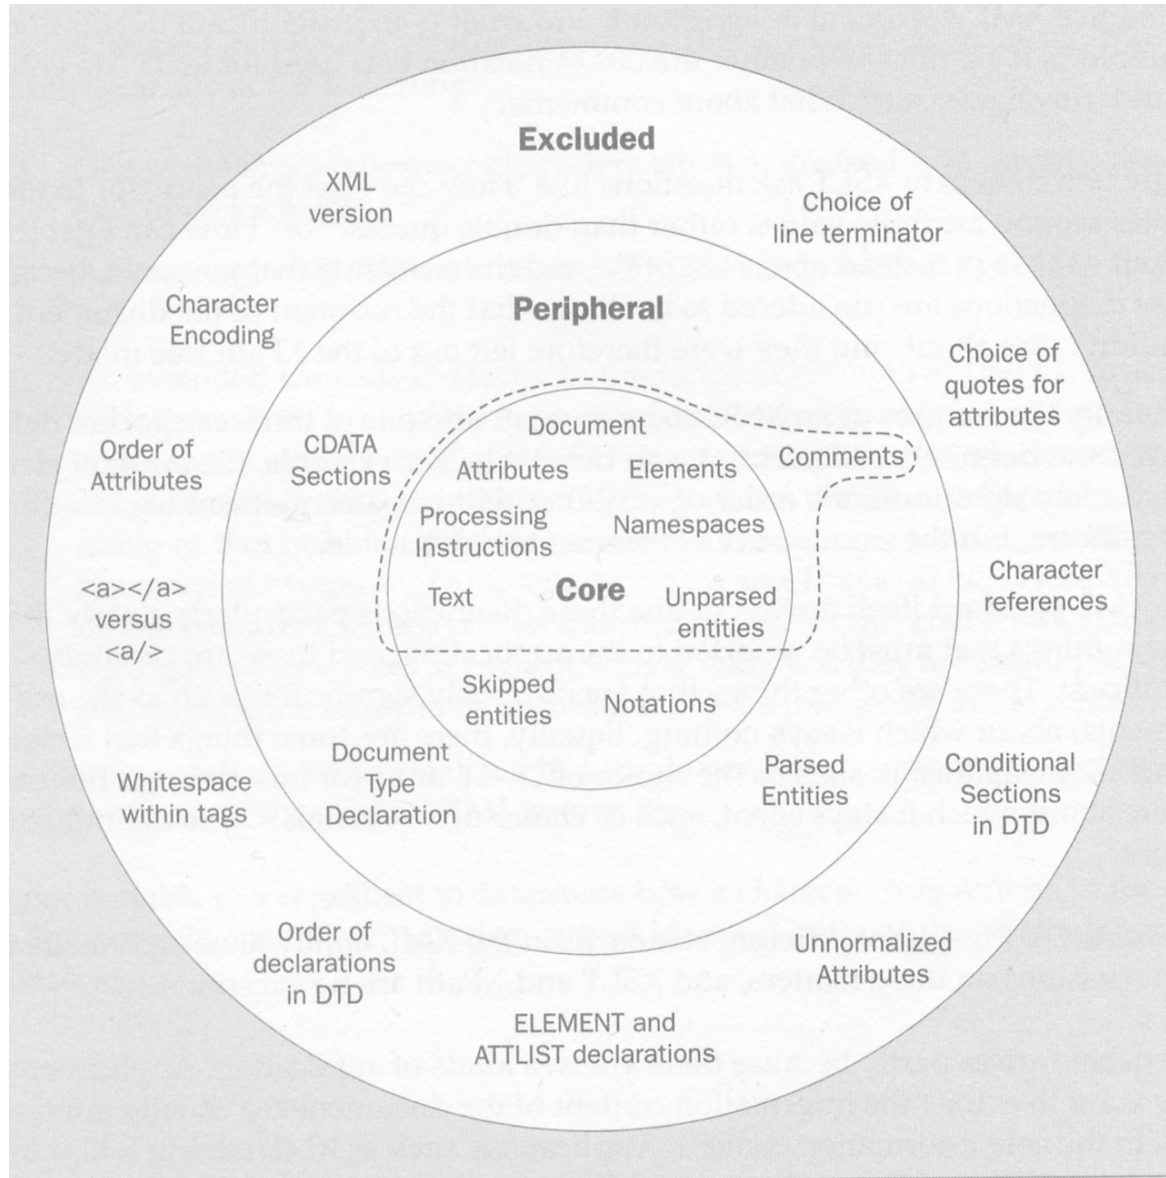 Excluded
XML
version
Choice of
line terminator
Character
Encoding
Peripheral
Choice of
quotes for
attributes
Document
Order of
Attributes
CDATA
Sections
Attributes
Elements
Comments
Processing
Instructions
Namespaces
<a></a>
versus
<a/>
Text
Core
Unparsed
entities
Character
references
Skipped
entities
Notations
Whitespace
within tags
Document
Type
Declaration
Parsed
Entities
Conditional
Sections
in DTD
Order of
declarations
in DTD
Unnormalized
Attributes
ELEMENT and
ATTLIST declarations